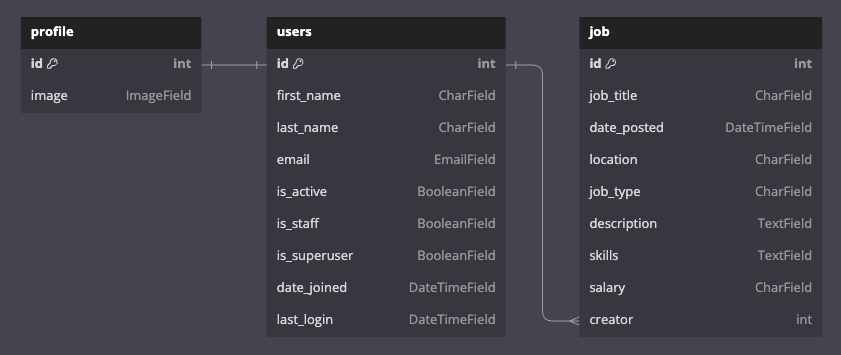 profile
id int
image ImageField
users
id int
first_name CharField
last_name CharField
email EmailField
is_active BooleanField
is_staff BooleanField
is_superuser BooleanField
date_joined DateTimeField
last_login DateTimeField
job
id int
job_title CharField
date_posted DateTimeField
location CharField
job_type CharField
description TextField
skills TextField
salary CharField
creator int